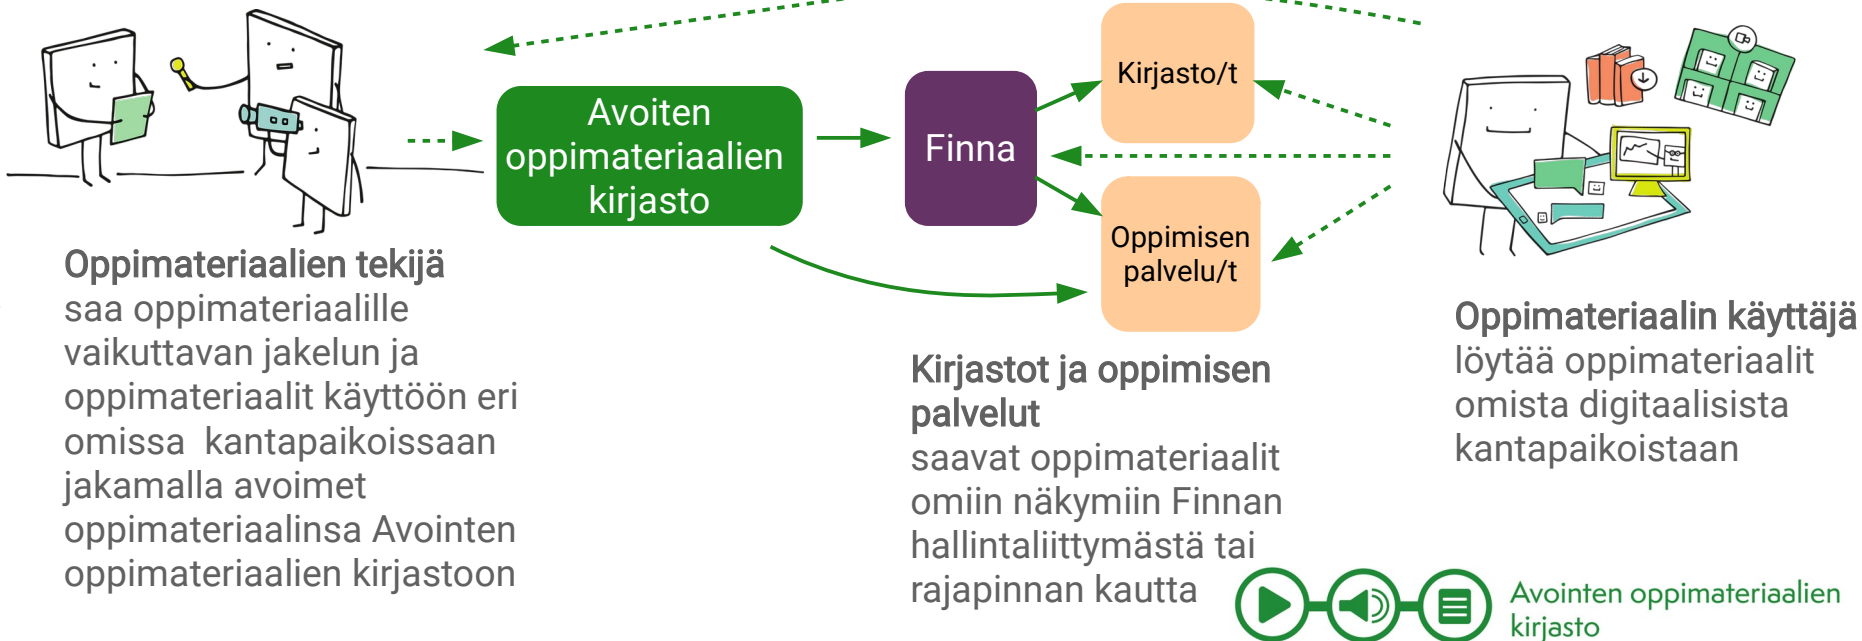 Avoiten
oppimateriaalien
kirjasto
Finna
Kirjasto/t
Oppimisen
palvelu/t
Oppimateriaalien tekijä
saa oppimateriaalille
vaikuttavan jakelun ja
oppimateriaalit käyttöön eri
omissa kantapaikoissaan
jakamalla avoimet
oppimateriaalinsa Avointen
oppimateriaalien kirjastoon
Kirjastot ja oppimisen
palvelut
saavat oppimateriaalit
omiin näkymiin Finnan
hallintaliittymästä tai
rajapinnan kautta
Oppimateriaalin käyttäjä
löytää oppimateriaalit
omista digitaalisista
kantapaikoistaan
Avointen oppimateriaalien
kirjasto